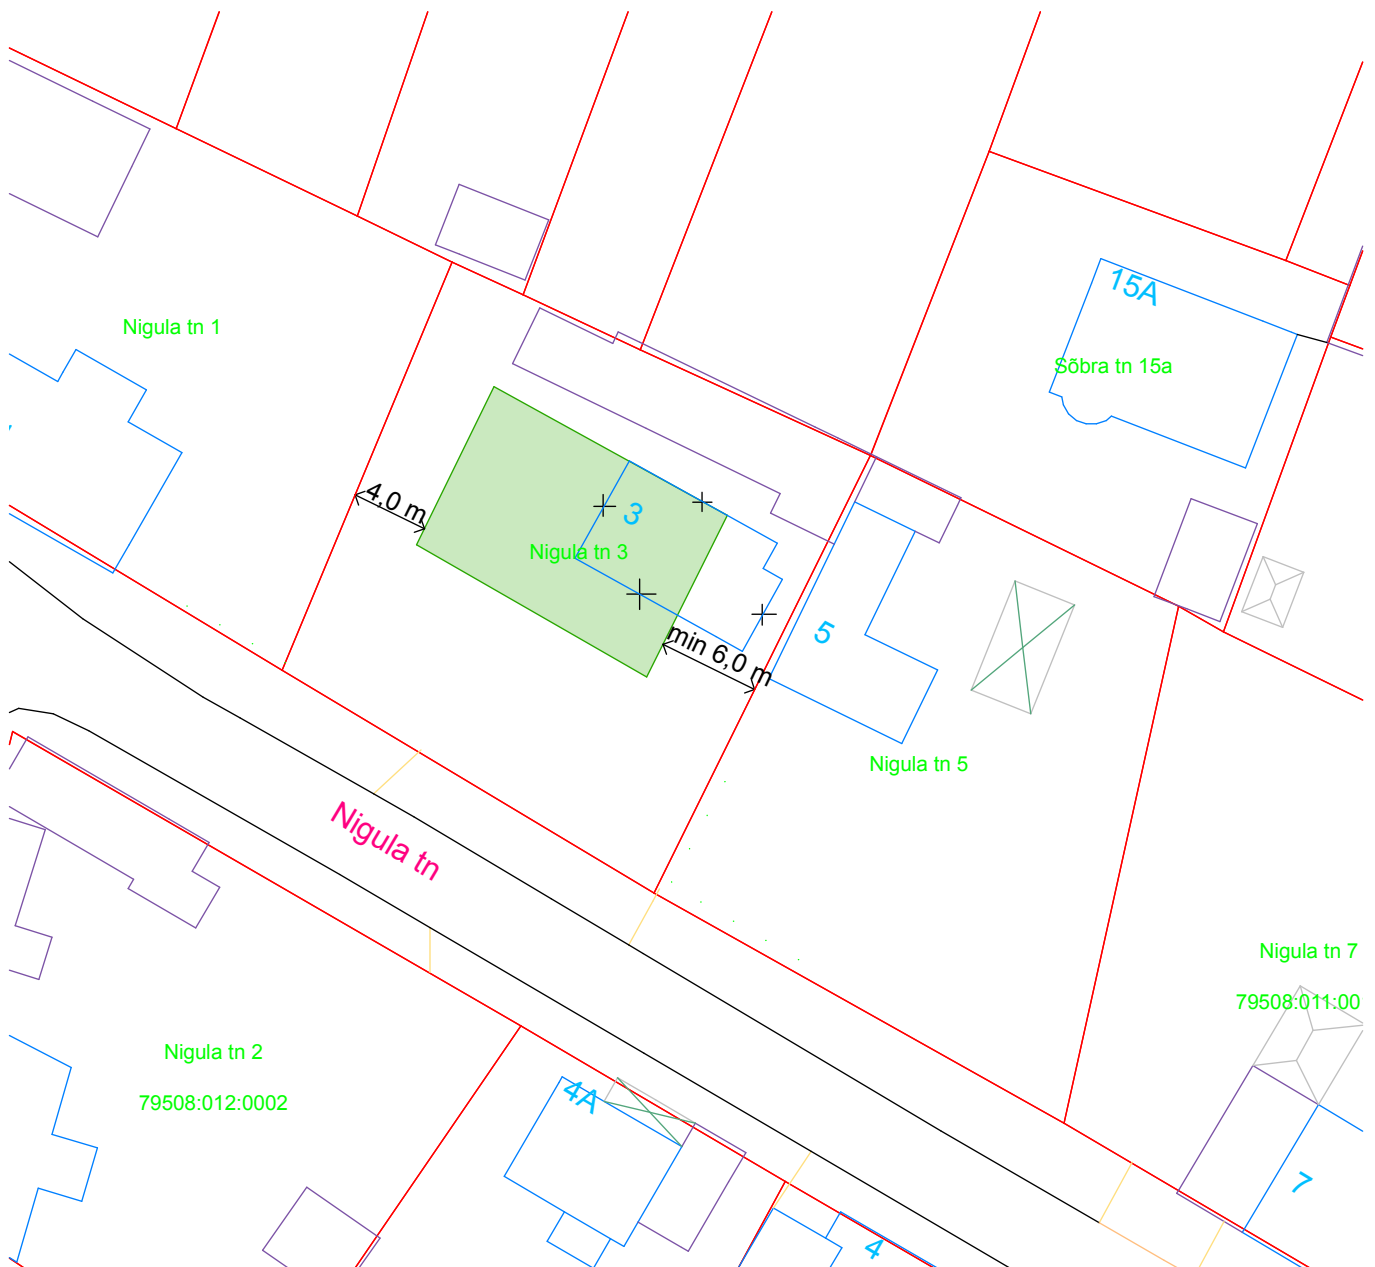 15A
Nigula tn 1
Sõbra tn 15a
4,0 m
3
Nigula tn 3
min 6,0 m
5
Nigula tn 5
Nigula tn
Nigula tn 7
79508:011:00
Nigula tn 2
79508:012:0002
4A
7
4